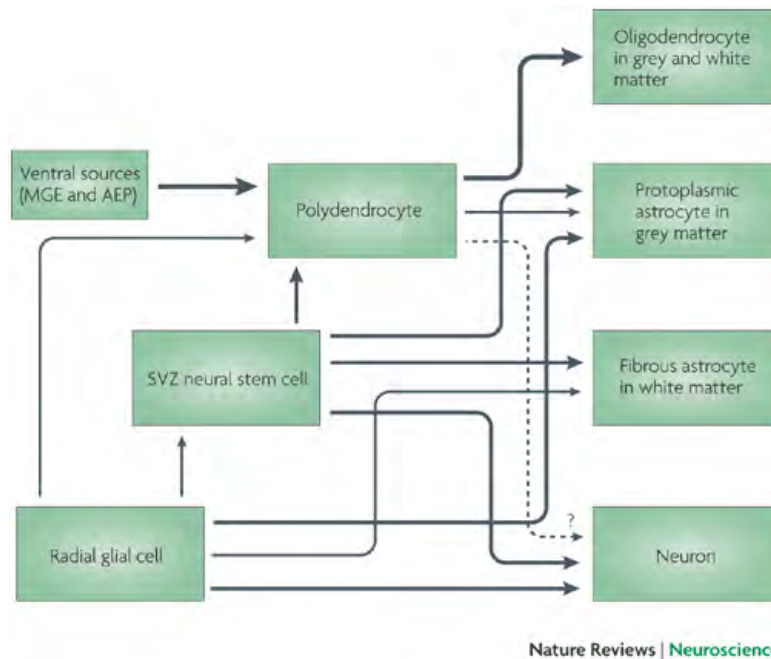 Oligodendrocyte
in grey and white
matter
Ventral sources
(MGE and AEP)
Polydendrocyte
Protoplasmic
astrocyte in
grey matter
SVZ neural stem cell
Fibrous astrocyte
in white matter
?
Radial glial cell
Neuron
Nature Reviews | Neuroscience